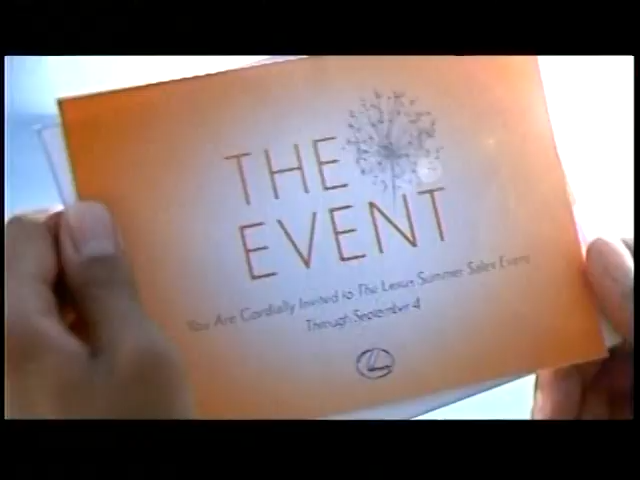 THE
EVENT
You Are Cordially Invited to The Lexus Summer Sales Event
Through September 4